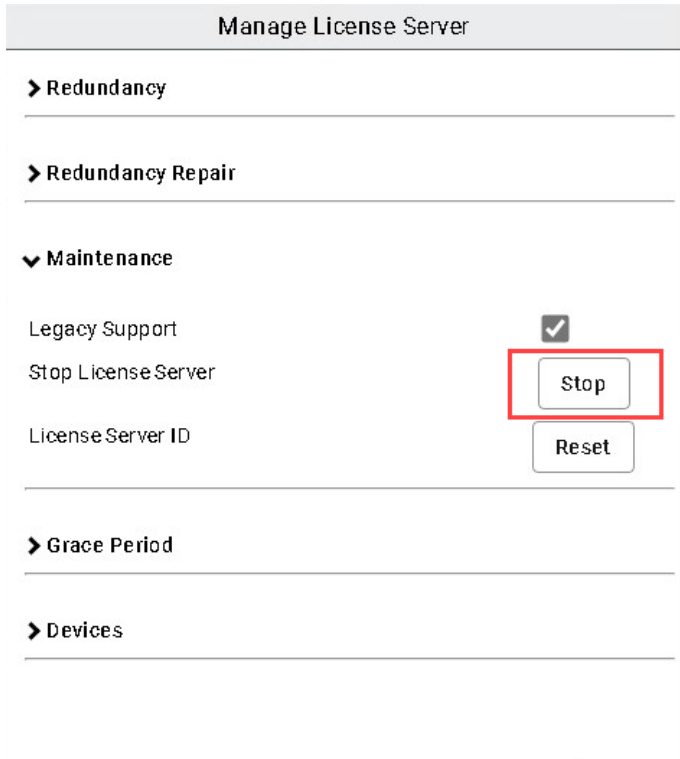 Manage License Server
Redundancy
Redundancy Repair
Maintenance
Legacy Support
Stop License Server
Stop
License Server ID
Reset
Grace Period
Devices